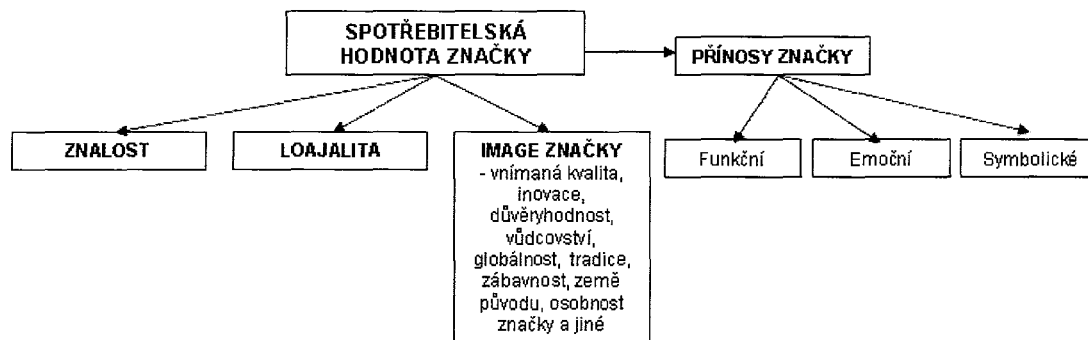 SPOTŘEBITELSKÁ
HODNOTA ZNAČKY
PŘÍNOSY ZNAČKY
ZNALOST
LOAJALITA
IMAGE ZNAČKY
- vnímaná kvalita,
inovace,
důvěryhodnost,
vůdcovství,
globálnost, tradice,
zábavnost, země
původu, osobnost
značky a jiné
Funkční
Emoční
Symbolické